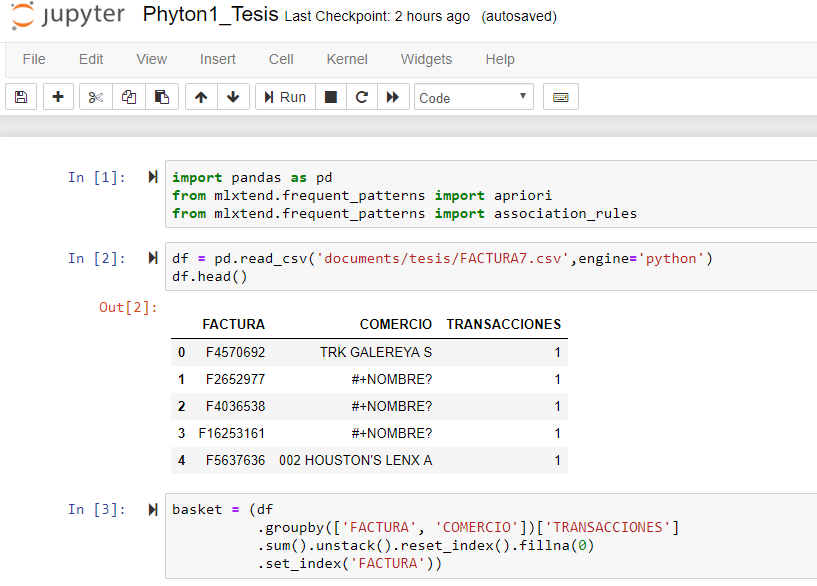 jupyter Phyton1_Tesis Last Checkpoint: 2 hours ago (autosaved)
File Edit View Insert Cell Kernel Widgets Help
Run Code
In [1]: import pandas as pd
from mlxtend.frequent_patterns import apriori
from mlxtend.frequent_patterns import association_rules
In [2]: df = pd.read_csv('documents/tesis/FACTURA7.csv',engine='python')
df.head()
Out[2]:
FACTURA COMERCIO TRANSACCIONES
0 F4570692 TRK GALEREYA S 1
1 F2652977 #+NOMBRE? 1
2 F4036538 #+NOMBRE? 1
3 F16253161 #+NOMBRE? 1
4 F5637636 002 HOUSTON'S LENX A 1
In [3]: basket = (df
.groupby(['FACTURA', 'COMERCIO'])['TRANSACCIONES']
.sum().unstack().reset_index().fillna(0)
.set_index('FACTURA'))